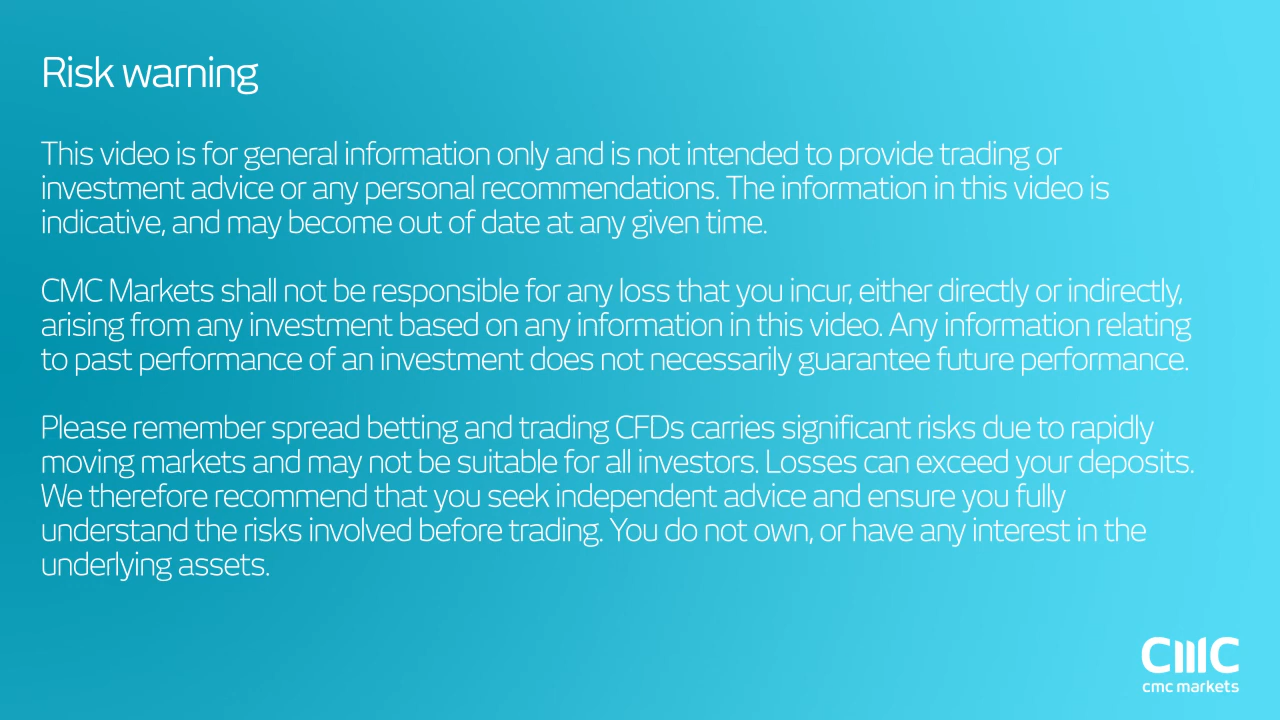 Risk warning
This video is for general information only and is not intended to provide trading or
investment advice or any personal recommendations. The information in this video is
indicative, and may become out of date at any given time.
CMC Markets shall not be responsible for any loss that you incur, either directly or indirectly,
arising from any investment based on any information in this video. Any information relating
to past performance of an investment does not necessarily guarantee future performance.
Please remember spread betting and trading CFDs carries significant risks due to rapidly
moving markets and may not be suitable for all investors. Losses can exceed your deposits.
We therefore recommend that you seek independent advice and ensure you fully
understand the risks involved before trading. You do not own, or have any interest in the
underlying assets.
CMC
cmc markets